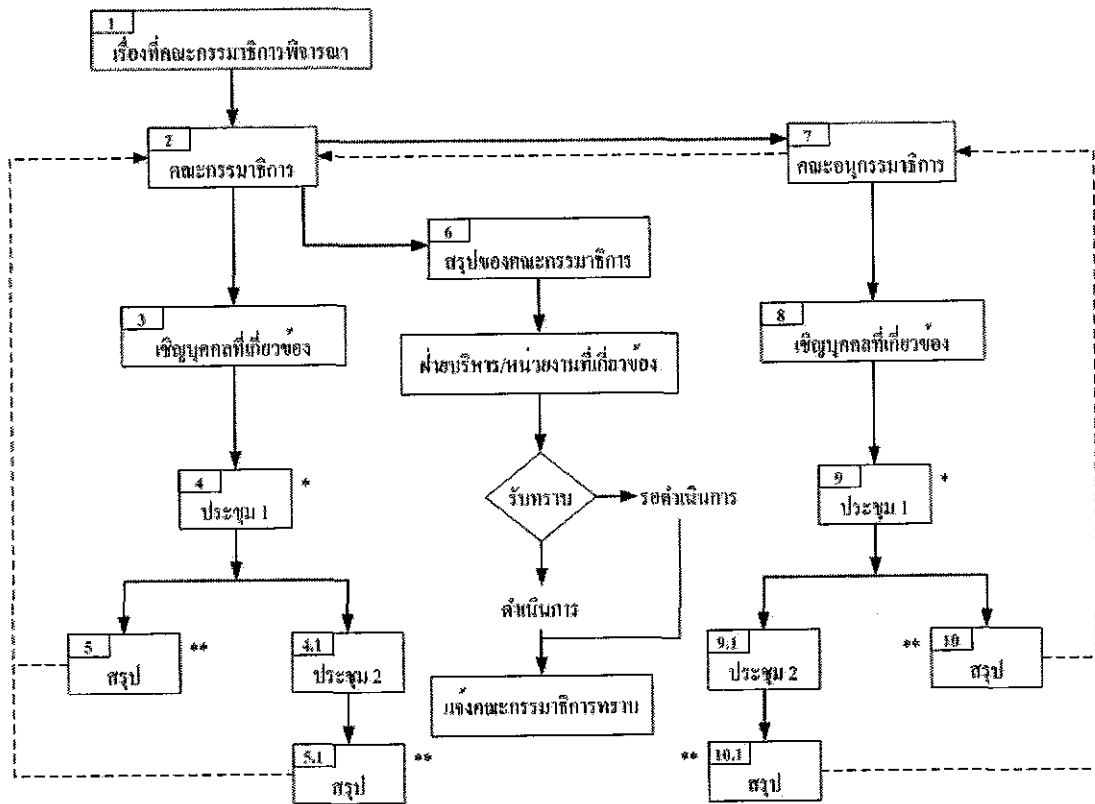 1
เรื่องที่คณะกรรมาธิการพิจารณา
2
คณะกรรมาธิการ
7
คณะอนุกรรมาธิการ
6
สรุปของคณะกรรมาธิการ
3
เชิญบุคคลที่เกี่ยวข้อง
ฝ่ายบริหาร/หน่วยงานที่เกี่ยวข้อง
8
เชิญบุคคลที่เกี่ยวข้อง
4 *
ประชุม 1
รับทราบ
รอดำเนินการ
9 *
ประชุม 1
ดำเนินการ
5 **
สรุป
4.1
ประชุม 2
แจ้งคณะกรรมาธิการทราบ
9.1
ประชุม 2
** 10
สรุป
5.1 **
สรุป
** 10.1
สรุป